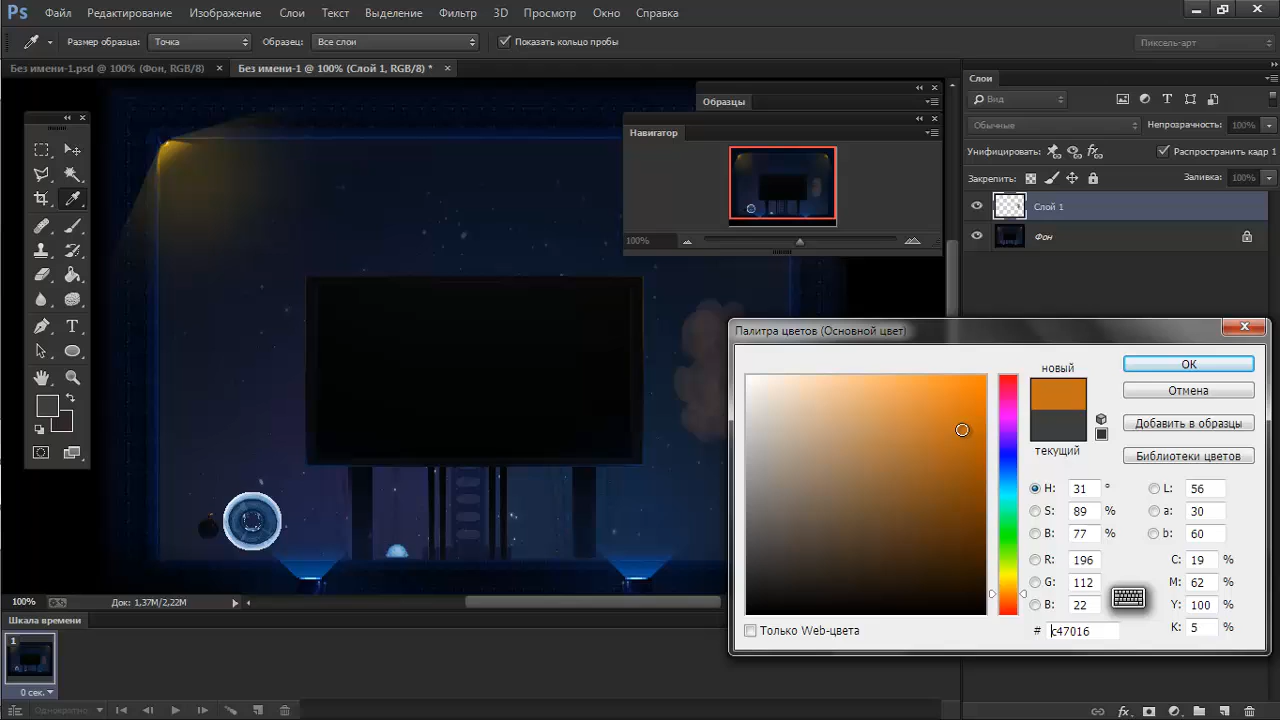 Ps Файл Редактирование Изображение Слои Текст Выделение Фильтр 3D Просмотр Окно Справка
Размер образца: Точка Образец: Все слои Показать кольцо пробы Пиксель-арт
Без имени-1.psd @ 100% (Фон, RGB/8) × Без имени-1 @ 100% (Слой 1, RGB/8) * ×
Слои
Образцы
Вид
Навигатор
Обычные Непрозрачность: 100%
Унифицировать: Распространить кадр 1
Закрепить: Заливка: 100%
Слой 1
Фон
100%
Палитра цветов (Основной цвет)
новый
текущий
OK
Отмена
Добавить в образцы
Библиотеки цветов
H: 31 ° L: 56
S: 89 % a: 30
B: 77 % b: 60
R: 196 C: 19 %
G: 112 M: 62 %
B: 22 Y: 100 %
# c47016 K: 5 %
Только Web-цвета
100% Док: 1,37M/2,22M
Шкала времени
1
0 сек.
Однократно